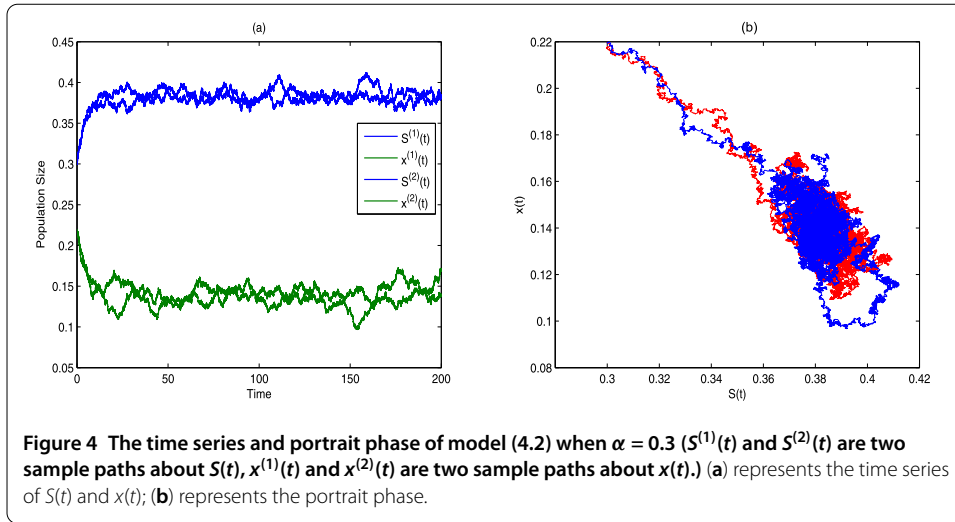 (a)
0.45
0.4
0.35
0.3
0.25
0.2
0.15
0.1
0.05
0
50
100
150
200
Population Size
Time
S(1)(t)
x(1)(t)
S(2)(t)
x(2)(t)
(b)
0.22
0.2
0.18
0.16
0.14
0.12
0.1
0.08
0.3
0.32
0.34
0.36
0.38
0.4
0.42
x(t)
S(t)
Figure 4 The time series and portrait phase of model (4.2) when α = 0.3 (S(1)(t) and S(2)(t) are two
sample paths about S(t), x(1)(t) and x(2)(t) are two sample paths about x(t).) (a) represents the time series
of S(t) and x(t); (b) represents the portrait phase.